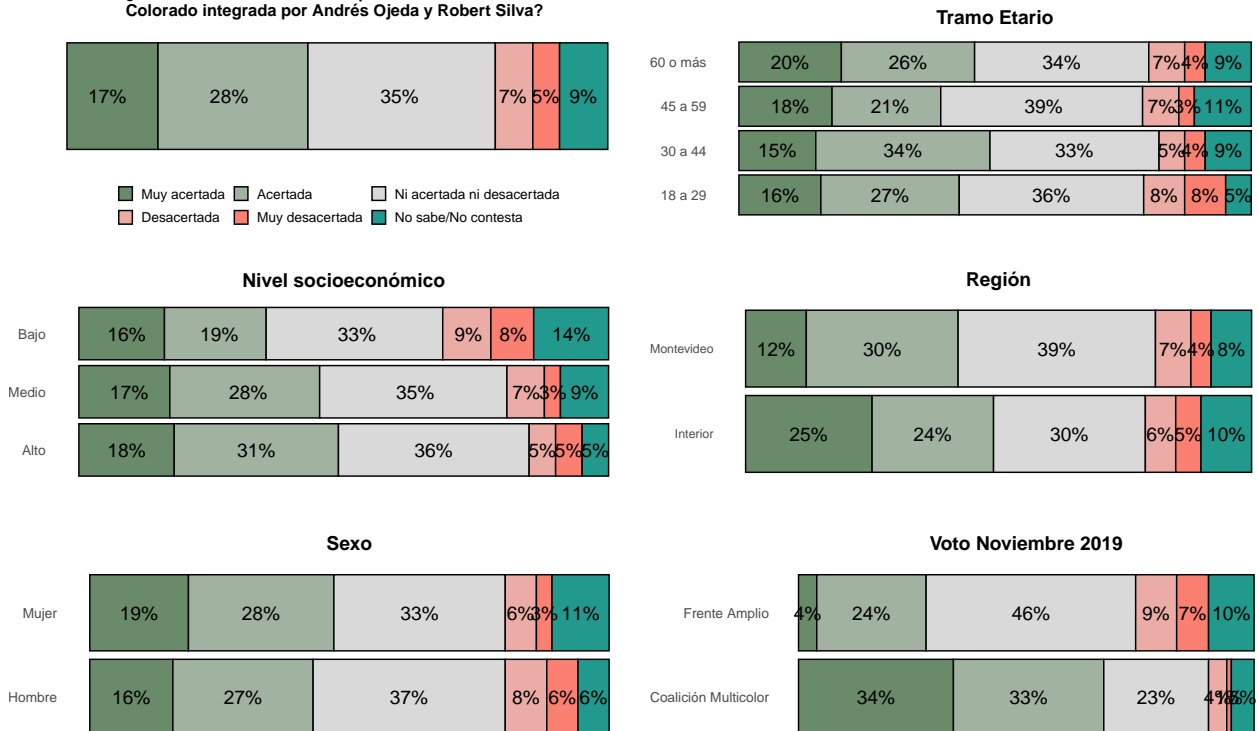 Colorado integrada por Andrés Ojeda y Robert Silva?
17% 28% 35% 7% 5% 9%
Muy acertada Acertada Ni acertada ni desacertada
Desacertada Muy desacertada No sabe/No contesta
Tramo Etario
60 o más 20% 26% 34% 7% 4% 9%
45 a 59 18% 21% 39% 7% 3% 11%
30 a 44 15% 34% 33% 5% 4% 9%
18 a 29 16% 27% 36% 8% 8% 5%
Nivel socioeconómico
Bajo 16% 19% 33% 9% 8% 14%
Medio 17% 28% 35% 7% 3% 9%
Alto 18% 31% 36% 5% 5% 5%
Región
Montevideo 12% 30% 39% 7% 4% 8%
Interior 25% 24% 30% 6% 5% 10%
Sexo
Mujer 19% 28% 33% 6% 3% 11%
Hombre 16% 27% 37% 8% 6% 6%
Voto Noviembre 2019
Frente Amplio 4% 24% 46% 9% 7% 10%
Coalición Multicolor 34% 33% 23% 4% 5%